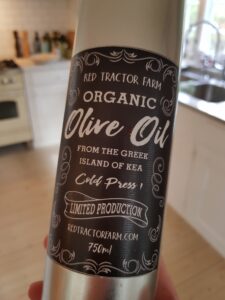 RED TRACTOR FARM
ORGANIC
Olive Oil
FROM THE GREEK
ISLAND OF KEA
Cold Press 1
LIMITED PRODUCTION
REDTRACTORFARM.COM
750ml